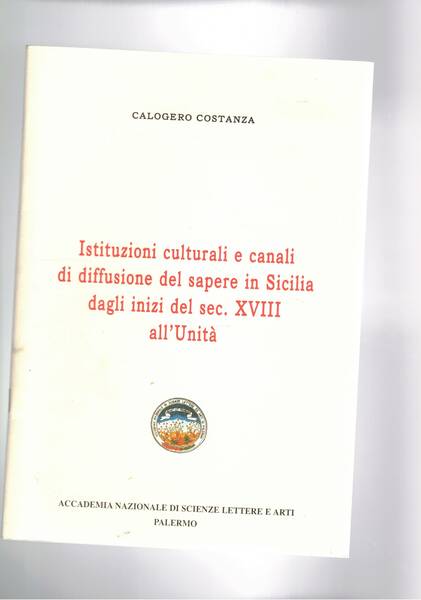 CALOGERO COSTANZA
Istituzioni culturali e canali
di diffusione del sapere in Sicilia
dagli inizi del sec. XVIII
all'Unità
ACCADEMIA NAZIONALE DI SCIENZE LETTERE E ARTI
PALERMO